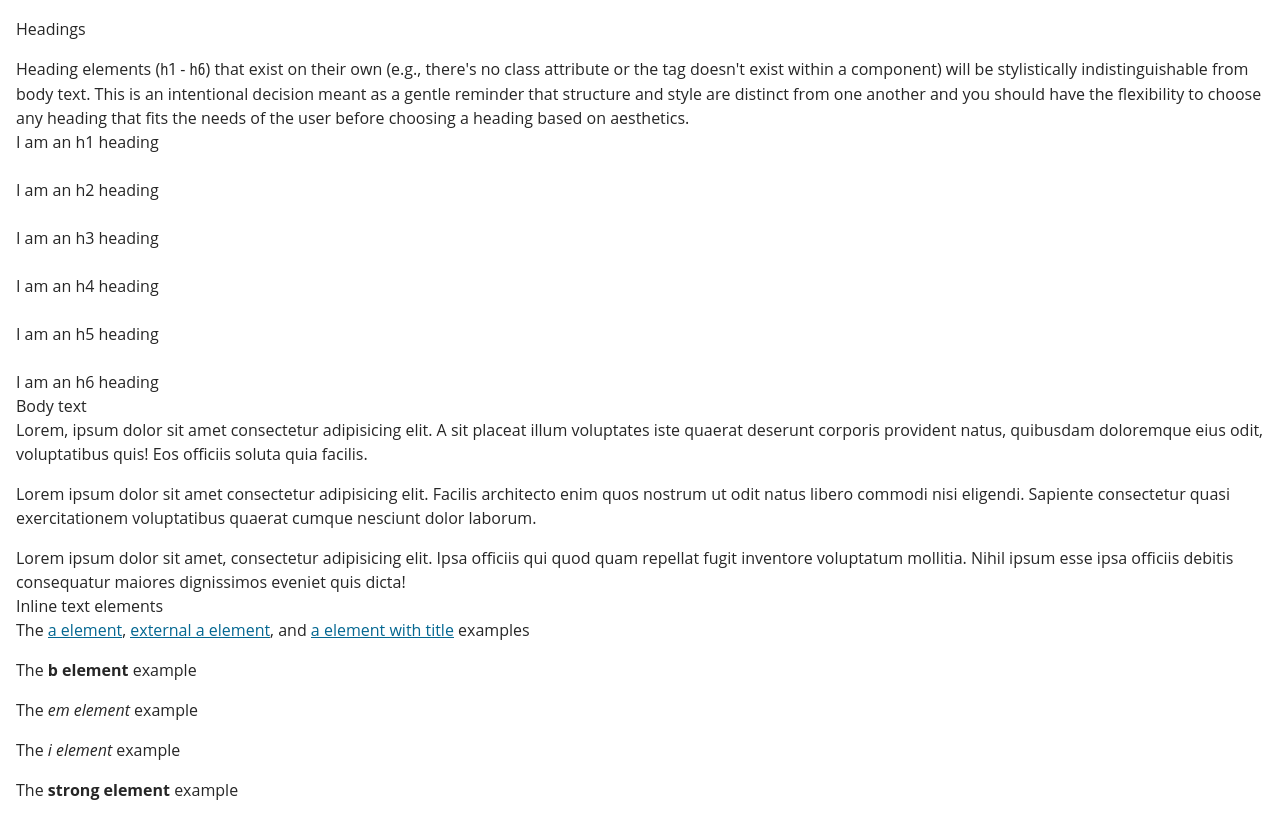 Headings
Heading elements (h1 - h6) that exist on their own (e.g., there's no class attribute or the tag doesn't exist within a component) will be stylistically indistinguishable from
body text. This is an intentional decision meant as a gentle reminder that structure and style are distinct from one another and you should have the flexibility to choose
any heading that fits the needs of the user before choosing a heading based on aesthetics.
I am an h1 heading
I am an h2 heading
I am an h3 heading
I am an h4 heading
I am an h5 heading
I am an h6 heading
Body text
Lorem, ipsum dolor sit amet consectetur adipisicing elit. A sit placeat illum voluptates iste quaerat deserunt corporis provident natus, quibusdam doloremque eius odit,
voluptatibus quis! Eos officiis soluta quia facilis.
Lorem ipsum dolor sit amet consectetur adipisicing elit. Facilis architecto enim quos nostrum ut odit natus libero commodi nisi eligendi. Sapiente consectetur quasi
exercitationem voluptatibus quaerat cumque nesciunt dolor laborum.
Lorem ipsum dolor sit amet, consectetur adipisicing elit. Ipsa officiis qui quod quam repellat fugit inventore voluptatum mollitia. Nihil ipsum esse ipsa officiis debitis
consequatur maiores dignissimos eveniet quis dicta!
Inline text elements
The a element, external a element, and a element with title examples
The b element example
The em element example
The i element example
The strong element example